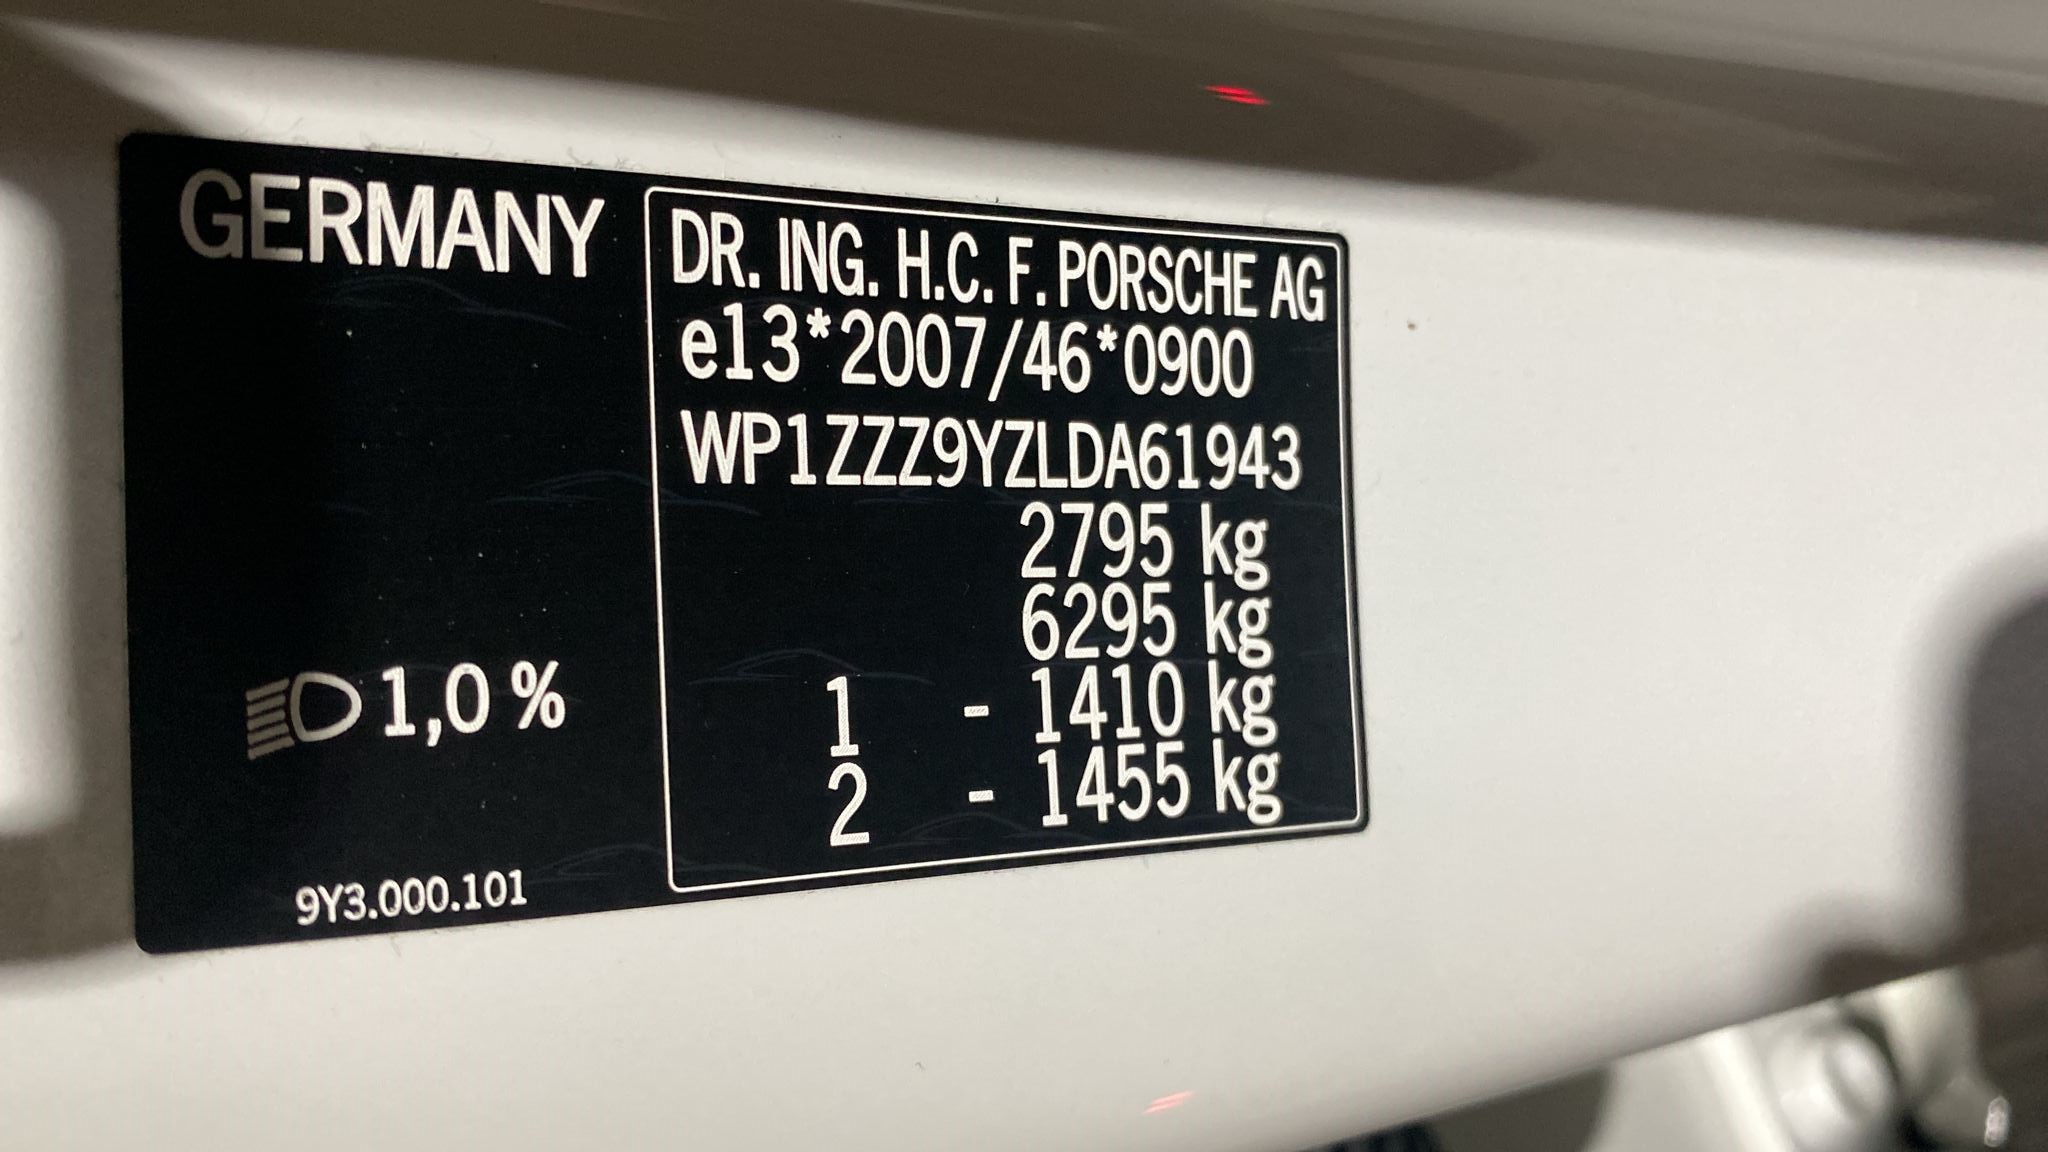 GERMANY
DR. ING. H.C. F. PORSCHE AG
e13*2007/46*0900
WP1ZZZ9YZLDA61943
2795 kg
6295 kg
1 - 1410 kg
2 - 1455 kg
1,0 %
9Y3.000.101